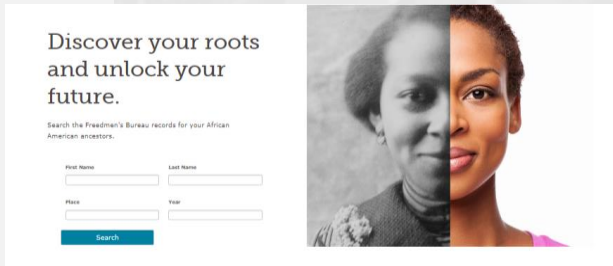 Discover your roots
and unlock your
future.
Search the Freedmen's Bureau records for your African
American ancestors.
First Name Last Name
Place Year
Search